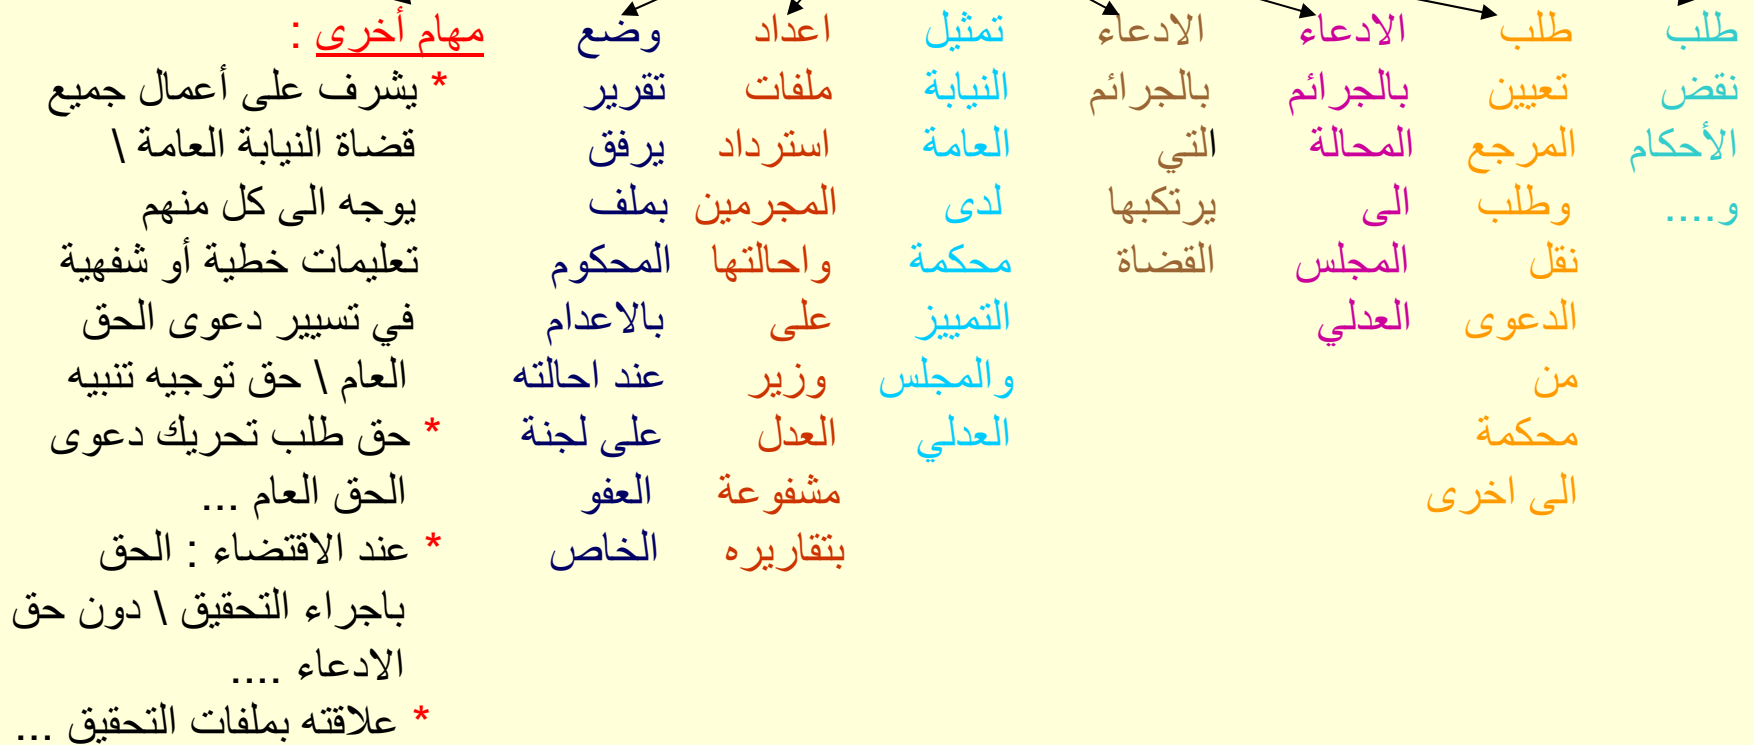 طلب
نقض
الأحكام
و....
طلب
تعيين
المرجع
وطلب
نقل
الدعوى
من
محكمة
الى اخرى
الادعاء
بالجرائم
المحالة
الى
المجلس
العدلي
الادعاء
بالجرائم
التي
يرتكبها
القضاة
تمثيل
النيابة
العامة
لدى
محكمة
التمييز
والمجلس
العدلي
اعداد
ملفات
استرداد
المجرمين
واحالتها
على
وزير
العدل
مشفوعة
بتقاريره
وضع
تقرير
يرفق
بملف
المحكوم
بالاعدام
عند احالته
على لجنة
العفو
الخاص
مهام أخرى :
* يشرف على أعمال جميع
قضاة النيابة العامة \
يوجه الى كل منهم
تعليمات خطية أو شفهية
في تسيير دعوى الحق
العام \ حق توجيه تنبيه
* حق طلب تحريك دعوى
الحق العام ...
* عند الاقتضاء : الحق
باجراء التحقيق \ دون حق
الادعاء ....
* علاقته بملفات التحقيق ...